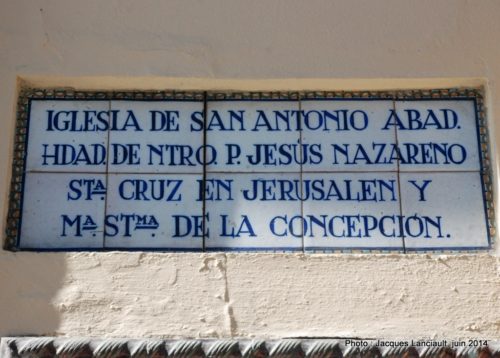 IGLESIA DE SAN ANTONIO ABAD.
HDAD. DE NTRO. P. JESÚS NAZARENO
STA. CRUZ EN JERUSALEN Y
MA. STMA. DE LA CONCEPCIÓN.
Photo : Jacques Lanciault juin 2014